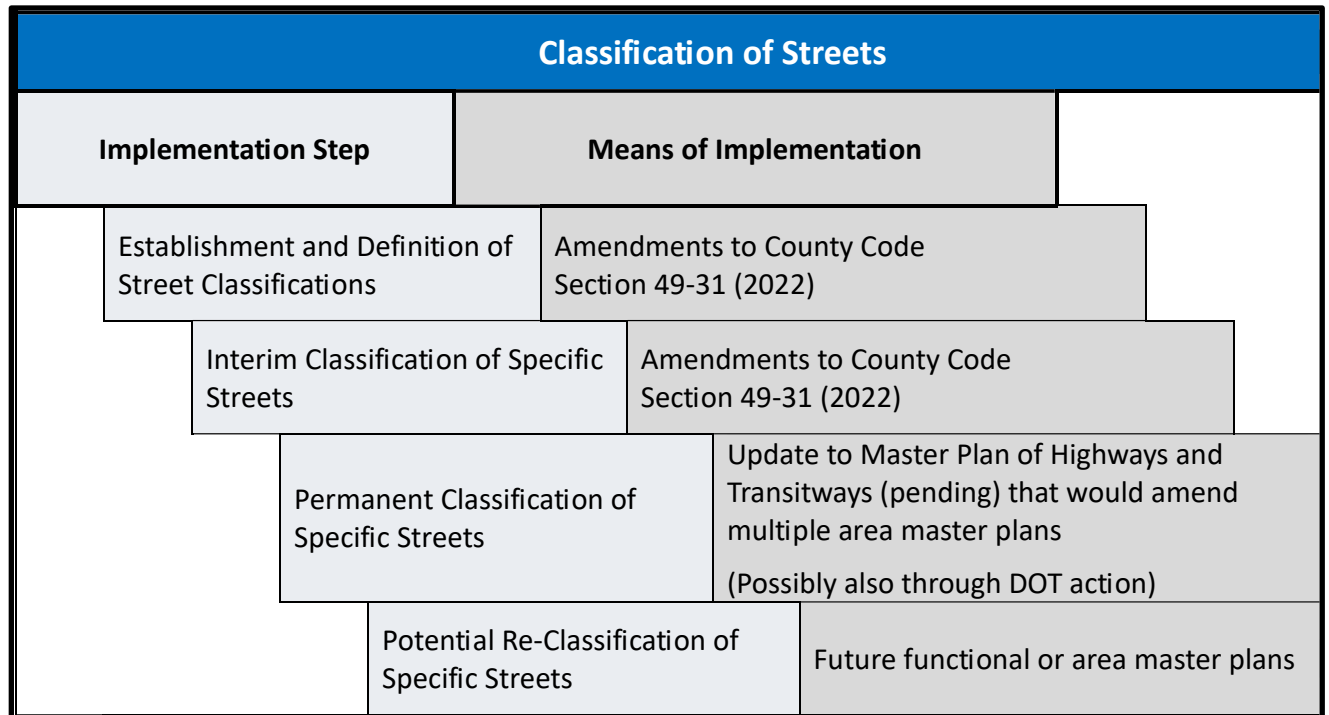 Classification of Streets
Implementation Step
Means of Implementation
Establishment and Definition of
Street Classifications
Amendments to County Code
Section 49-31 (2022)
Interim Classification of Specific
Streets
Amendments to County Code
Section 49-31 (2022)
Permanent Classification of
Specific Streets
Update to Master Plan of Highways and
Transitways (pending) that would amend
multiple area master plans
(Possibly also through DOT action)
Potential Re-Classification of
Specific Streets
Future functional or area master plans